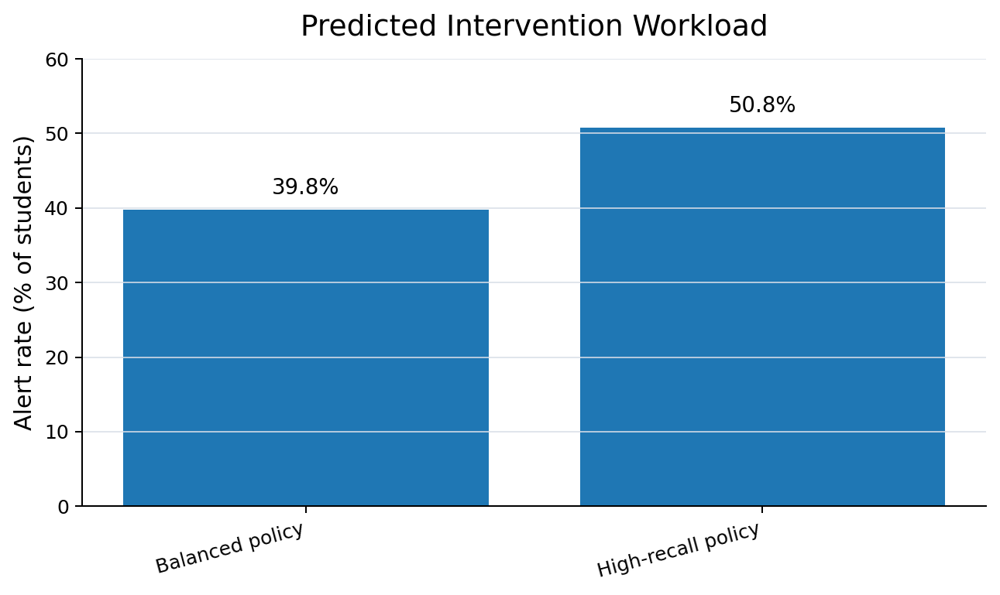 Predicted Intervention Workload
Alert rate (% of students)
60
50
40
30
20
10
0
39.8%
50.8%
Balanced policy
High-recall policy